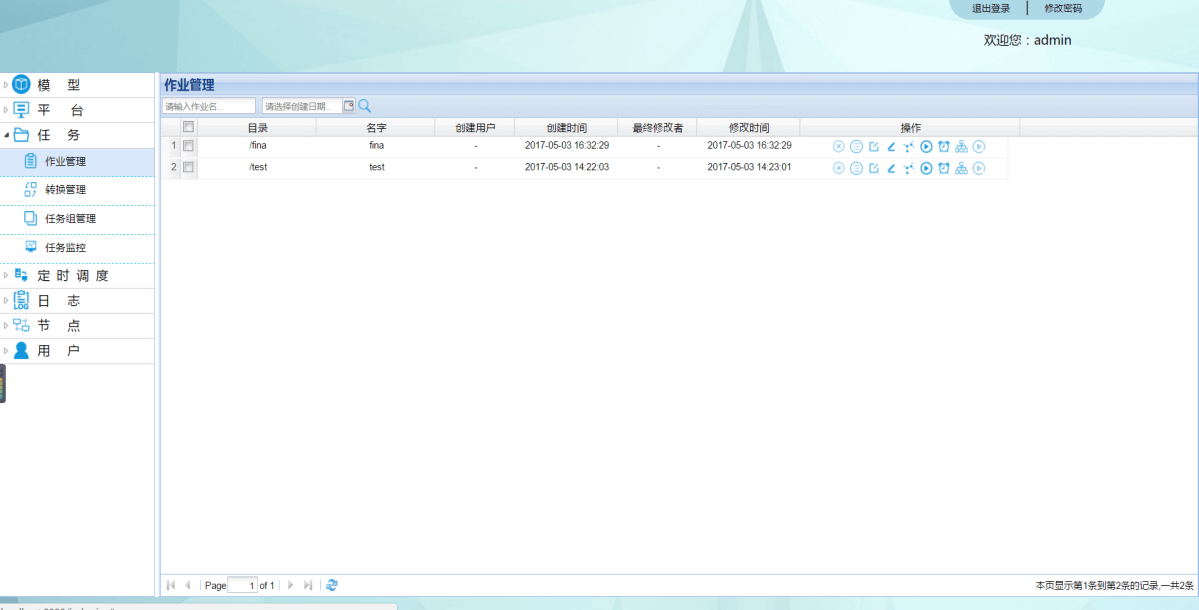 退出登录 修改密码
欢迎您：admin
模 型
平 台
任 务
作业管理
转换管理
任务组管理
任务监控
定 时 调 度
LOG 日 志
节 点
用 户
作业管理
请输入作业名... 请选择创建日期...
目录 名字 创建用户 创建时间 最终修改者 修改时间 操作
1 /fina fina - 2017-05-03 16:32:29 - 2017-05-03 16:32:29
2 /test test - 2017-05-03 14:22:03 - 2017-05-03 14:23:01
Page 1 of 1 本页显示第1条到第2条的记录,一共2条